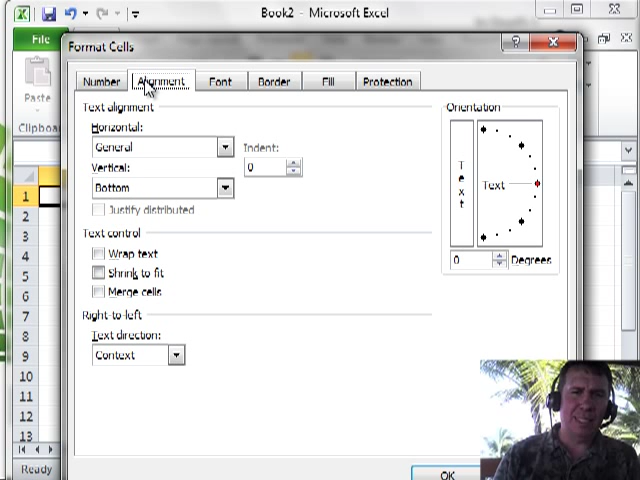 Book2 - Microsoft Excel
File
Format Cells
Paste
Clipboa
Number
Alignment
Font
Border
Fill
Protection
Text alignment
Horizontal:
General
Indent:
0
Vertical:
Bottom
Justify distributed
Text control
Wrap text
Shrink to fit
Merge cells
Right-to-left
Text direction:
Context
Orientation
Text
Text
0
Degrees
1
2
3
4
5
6
7
8
9
10
11
12
13
Ready
OK